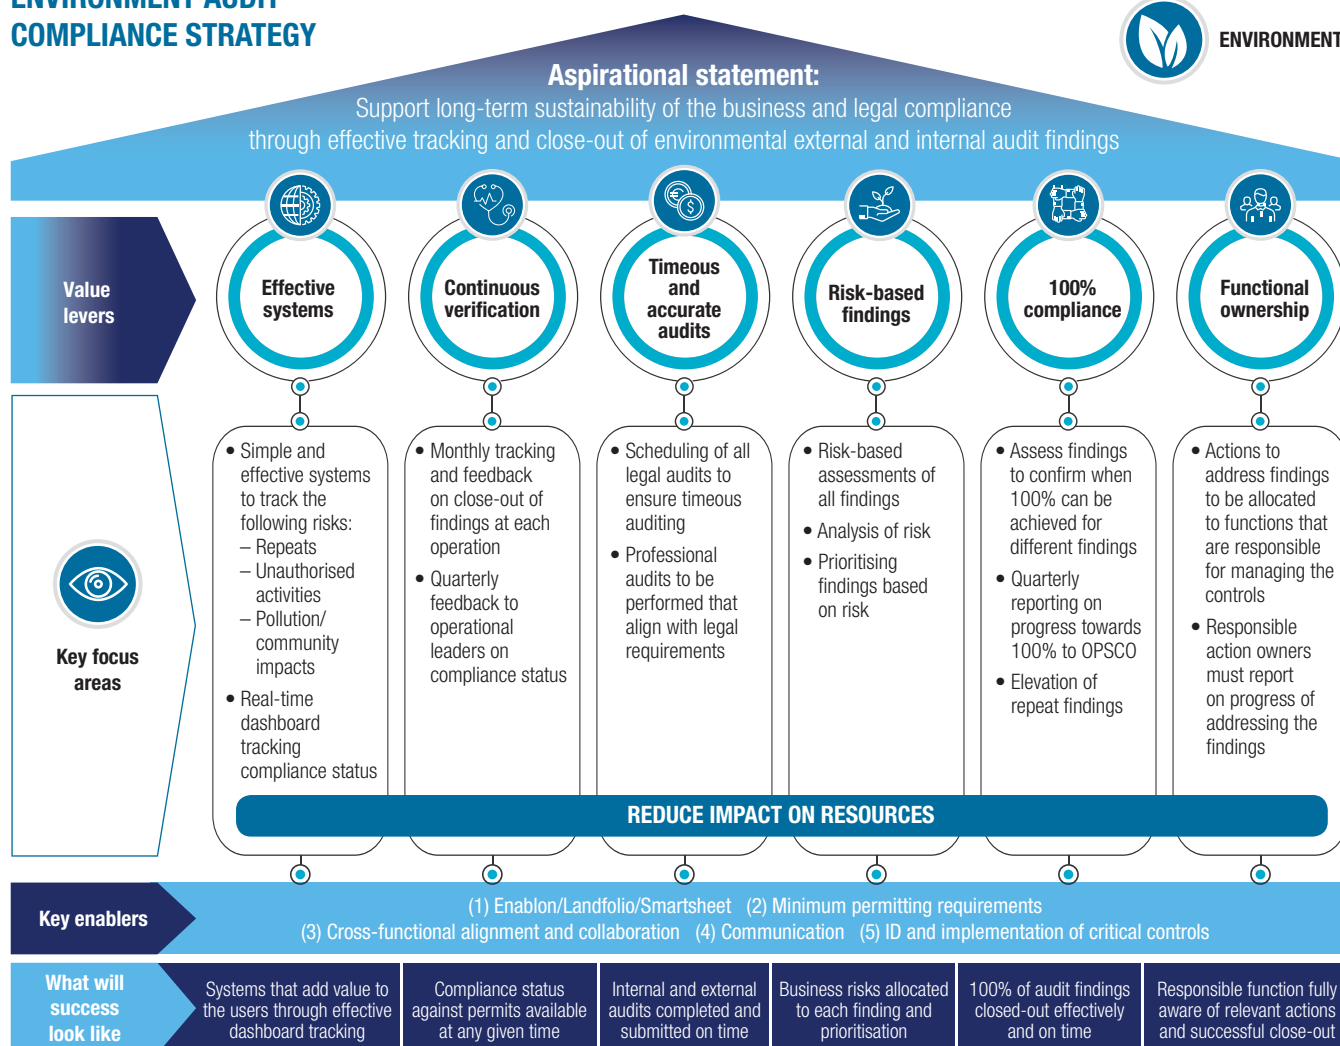 ENVIRONMENT AUDIT
COMPLIANCE STRATEGY
ENVIRONMENT
Aspirational statement:
Support long-term sustainability of the business and legal compliance
through effective tracking and close-out of environmental external and internal audit findings
Value
levers
Effective
systems
Continuous
verification
Timeous
and
accurate
audits
Risk-based
findings
100%
compliance
Functional
ownership
Key focus
areas
• Simple and
effective systems
to track the
following risks:
– Repeats
– Unauthorised
activities
– Pollution/
community
impacts
• Real-time
dashboard
tracking
compliance status
• Monthly tracking
and feedback
on close-out of
findings at each
operation
• Quarterly
feedback to
operational
leaders on
compliance status
• Scheduling of all
legal audits to
ensure timeous
auditing
• Professional
audits to be
performed that
align with legal
requirements
• Risk-based
assessments of
all findings
• Analysis of risk
• Prioritising
findings based
on risk
• Assess findings
to confirm when
100% can be
achieved for
different findings
• Quarterly
reporting on
progress towards
100% to OPSCO
• Elevation of
repeat findings
• Actions to
address findings
to be allocated
to functions that
are responsible
for managing the
controls
• Responsible
action owners
must report
on progress of
addressing the
findings
REDUCE IMPACT ON RESOURCES
Key enablers
(1) Enablon/Landfolio/Smartsheet (2) Minimum permitting requirements
(3) Cross-functional alignment and collaboration (4) Communication (5) ID and implementation of critical controls
What will
success
look like
Systems that add value to
the users through effective
dashboard tracking
Compliance status
against permits available
at any given time
Internal and external
audits completed and
submitted on time
Business risks allocated
to each finding and
prioritisation
100% of audit findings
closed-out effectively
and on time
Responsible function fully
aware of relevant actions
and successful close-out